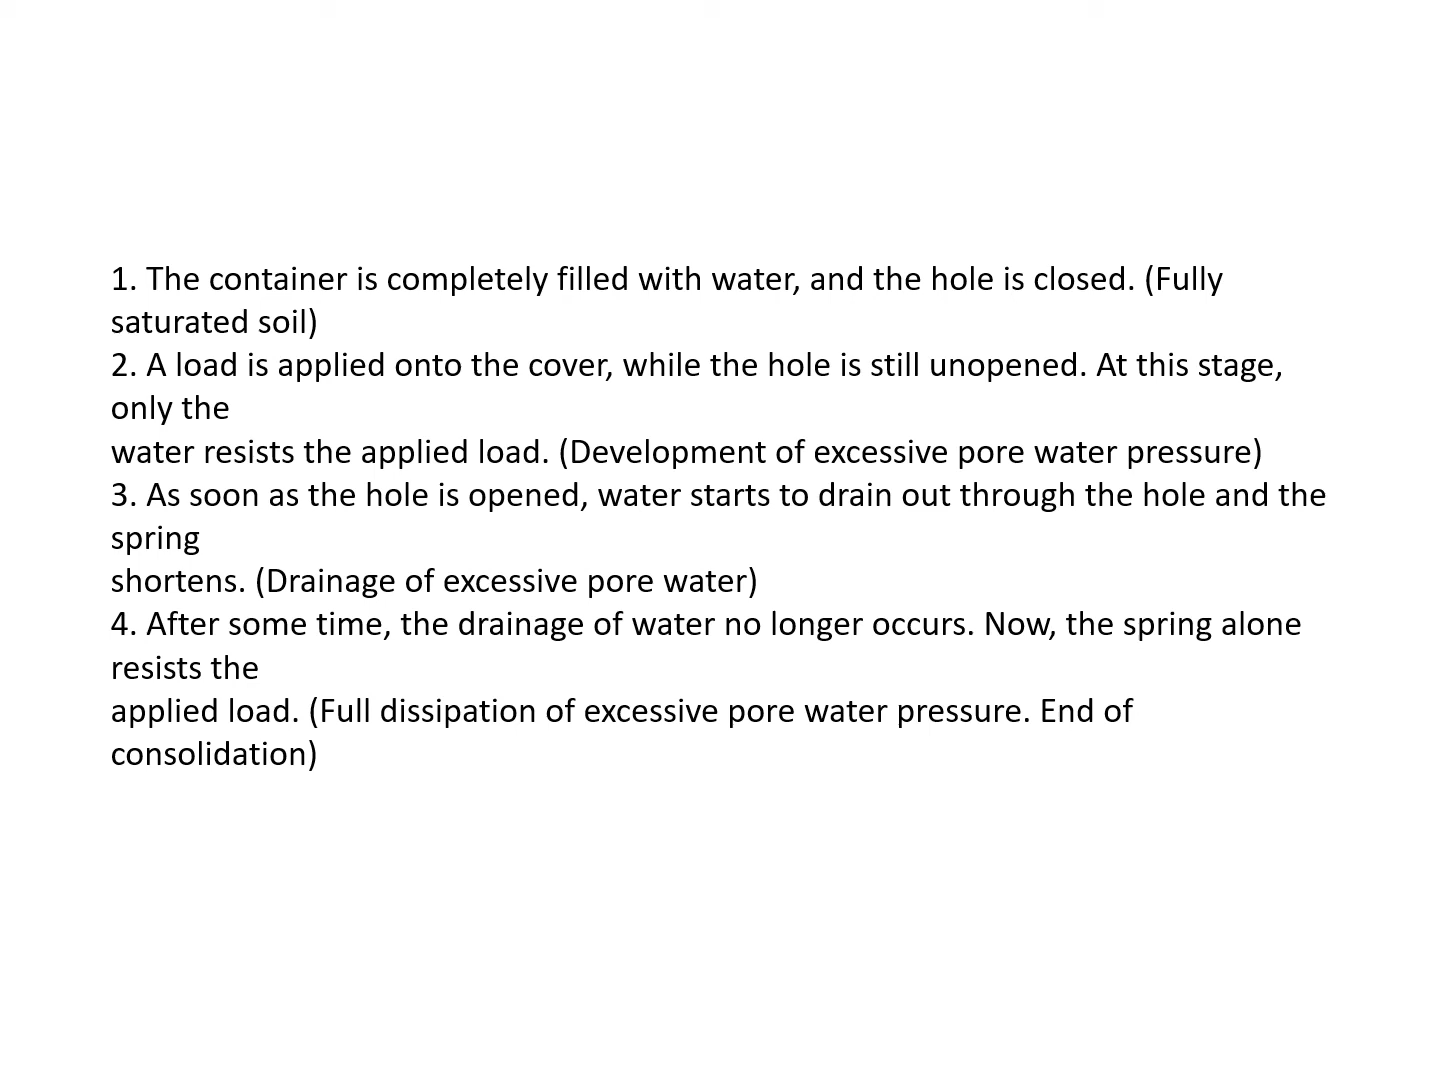 1. The container is completely filled with water, and the hole is closed. (Fully
saturated soil)
2. A load is applied onto the cover, while the hole is still unopened. At this stage,
only the
water resists the applied load. (Development of excessive pore water pressure)
3. As soon as the hole is opened, water starts to drain out through the hole and the
spring
shortens. (Drainage of excessive pore water)
4. After some time, the drainage of water no longer occurs. Now, the spring alone
resists the
applied load. (Full dissipation of excessive pore water pressure. End of
consolidation)